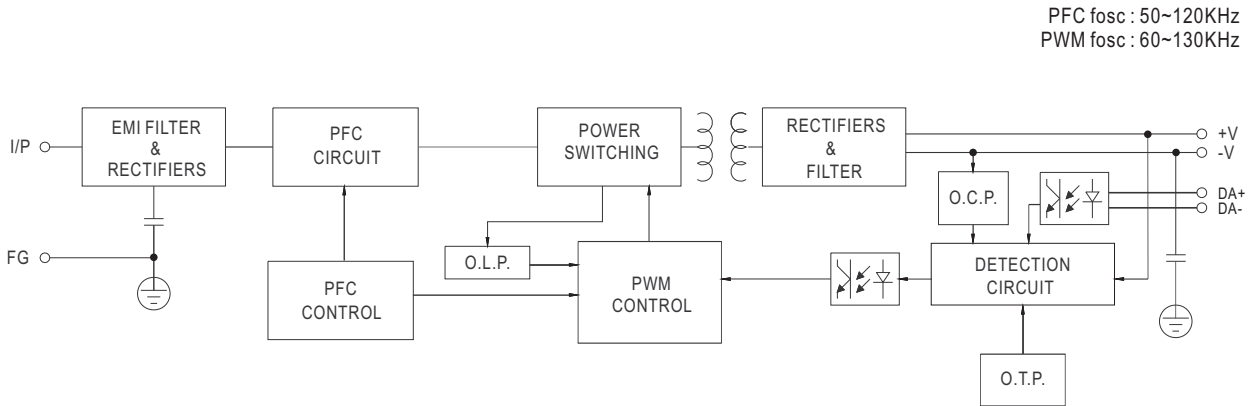 PFC fosc : 50~120KHz
PWM fosc : 60~130KHz
I/P
EMI FILTER
&
RECTIFIERS
PFC
CIRCUIT
POWER
SWITCHING
RECTIFIERS
&
FILTER
+V
-V
O.C.P.
DA+
DA-
FG
O.L.P.
PFC
CONTROL
PWM
CONTROL
DETECTION
CIRCUIT
O.T.P.